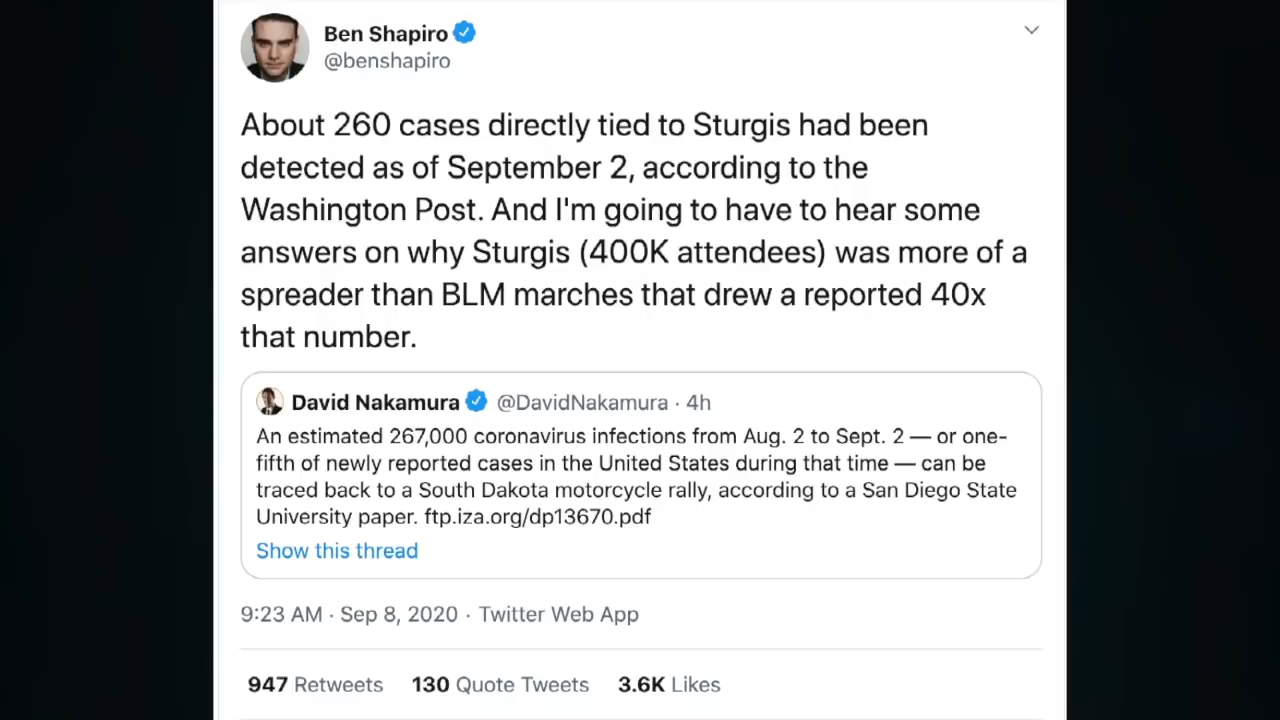 Ben Shapiro
@benshapiro
About 260 cases directly tied to Sturgis had been
detected as of September 2, according to the
Washington Post. And I'm going to have to hear some
answers on why Sturgis (400K attendees) was more of a
spreader than BLM marches that drew a reported 40x
that number.
David Nakamura @DavidNakamura · 4h
An estimated 267,000 coronavirus infections from Aug. 2 to Sept. 2 — or one-
fifth of newly reported cases in the United States during that time — can be
traced back to a South Dakota motorcycle rally, according to a San Diego State
University paper. ftp.iza.org/dp13670.pdf
Show this thread
9:23 AM · Sep 8, 2020 · Twitter Web App
947 Retweets 130 Quote Tweets 3.6K Likes